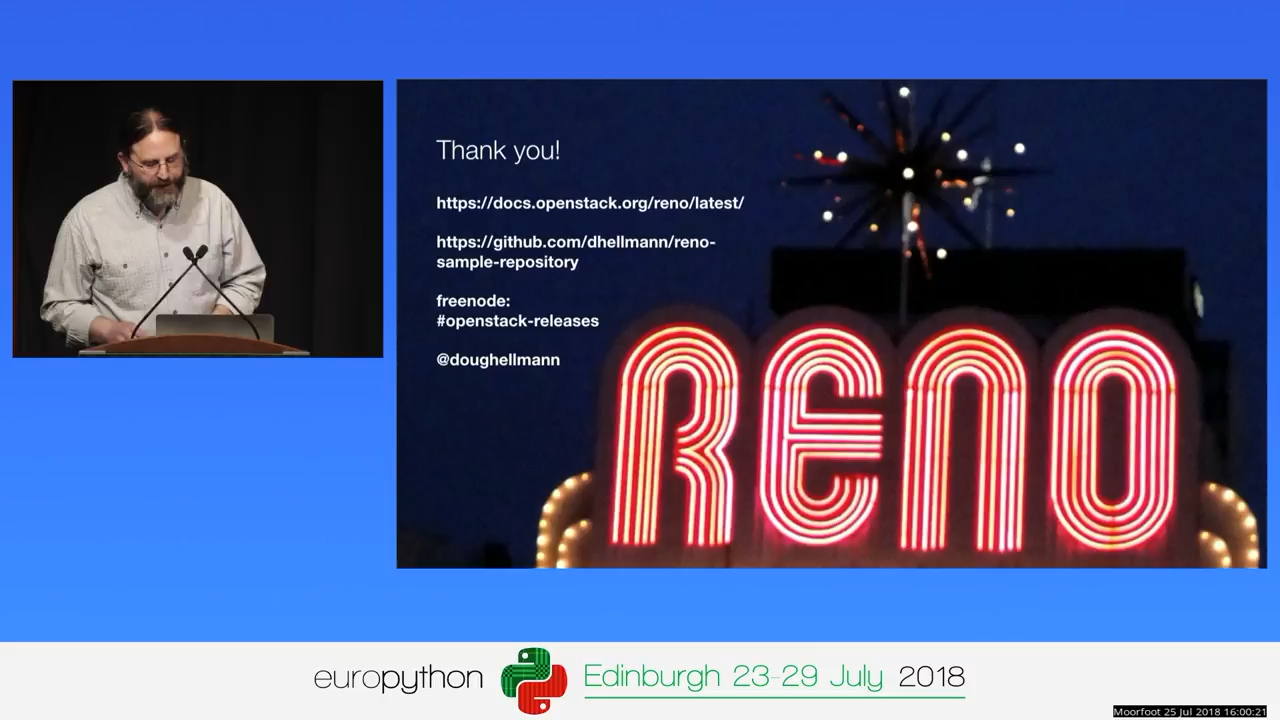 Thank you!
https://docs.openstack.org/reno/latest/
https://github.com/dhellmann/reno-
sample-repository
freenode:
#openstack-releases
@doughellmann
RENO
europython
Edinburgh 23-29 July 2018
Moorfoot 25 Jul 2018 16:00:21